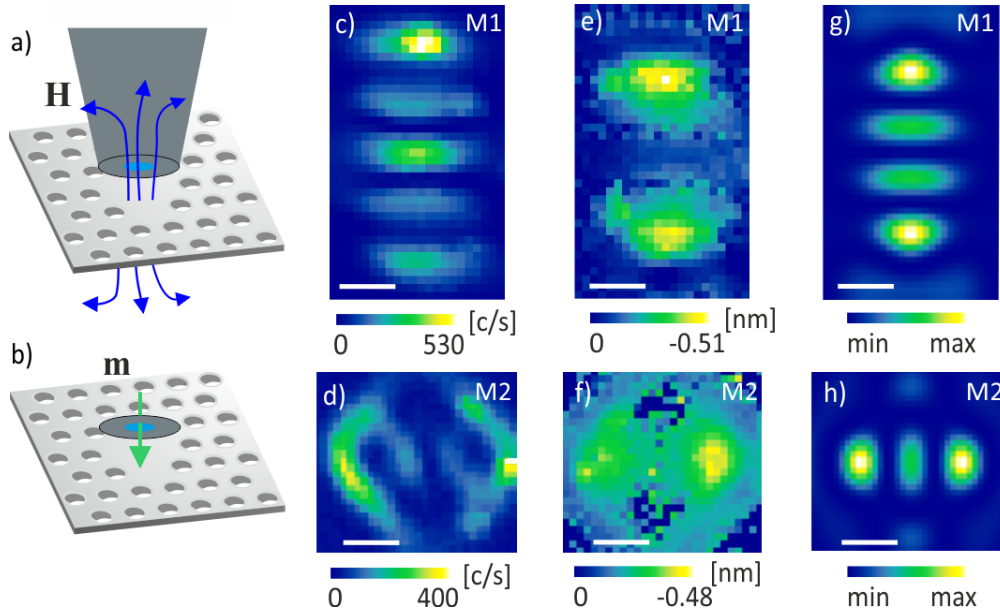 a)
H
b)
m
c) M1
[c/s]
0 530
d) M2
[c/s]
0 400
e) M1
[nm]
0 -0.51
f) M2
[nm]
0 -0.48
g) M1
min max
h) M2
min max